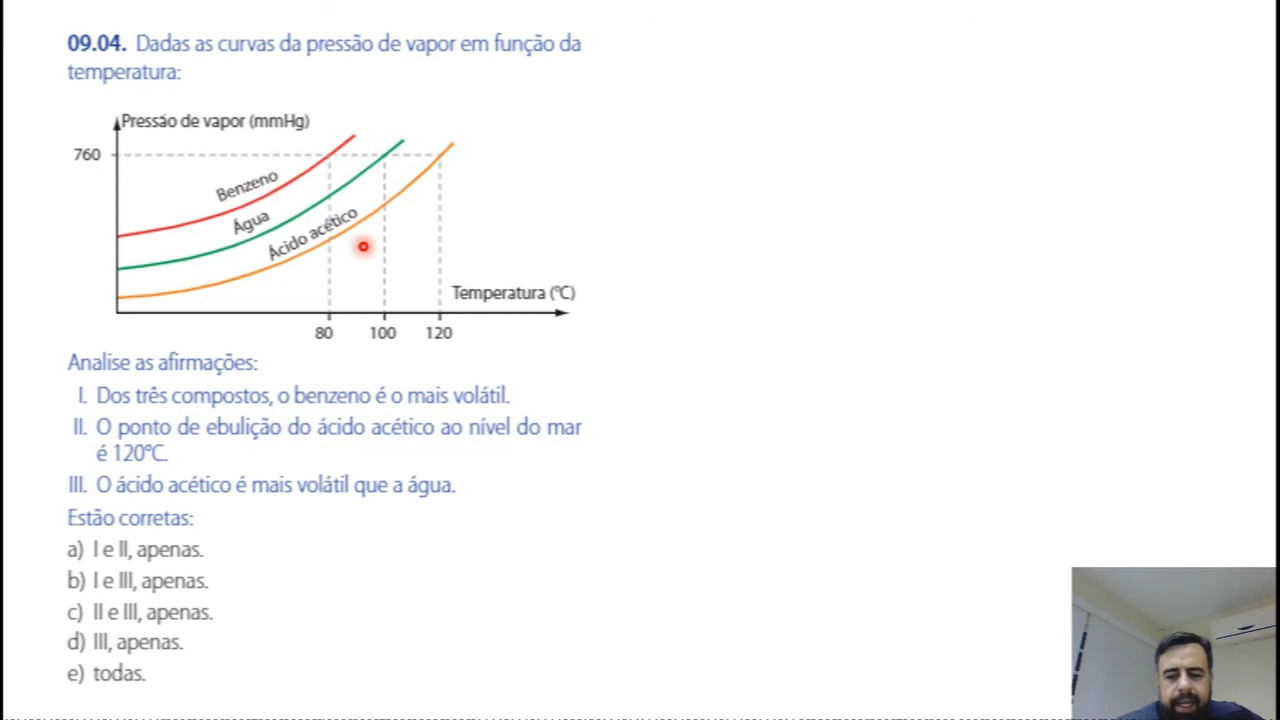 09.04. Dadas as curvas da pressão de vapor em função da
temperatura:
Pressão de vapor (mmHg)
760
Benzeno
Água
Ácido acético
Temperatura (ºC)
80 100 120
Analise as afirmações:
I. Dos três compostos, o benzeno é o mais volátil.
II. O ponto de ebulição do ácido acético ao nível do mar
é 120ºC.
III. O ácido acético é mais volátil que a água.
Estão corretas:
a) I e II, apenas.
b) I e III, apenas.
c) II e III, apenas.
d) III, apenas.
e) todas.